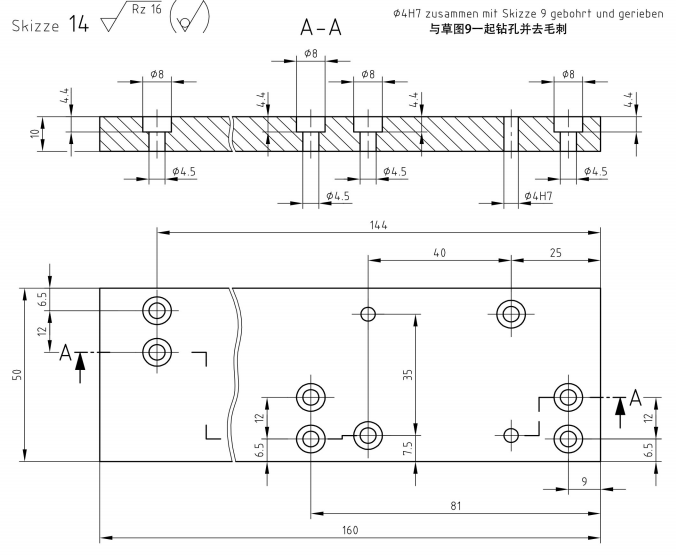 Skizze 14
Rz 16
A-A
Ø4H7 zusammen mit Skizze 9 gebohrt und gerieben
与草图9一起钻孔并去毛刺
Ø8
Ø8
Ø8
Ø8
4.4
4.4
4.4
4.4
10
Ø4.5
Ø4.5
Ø4.5
Ø4H7
Ø4.5
144
40
25
6.5
12
A
50
35
12
6.5
7.5
A
12
6.5
9
81
160